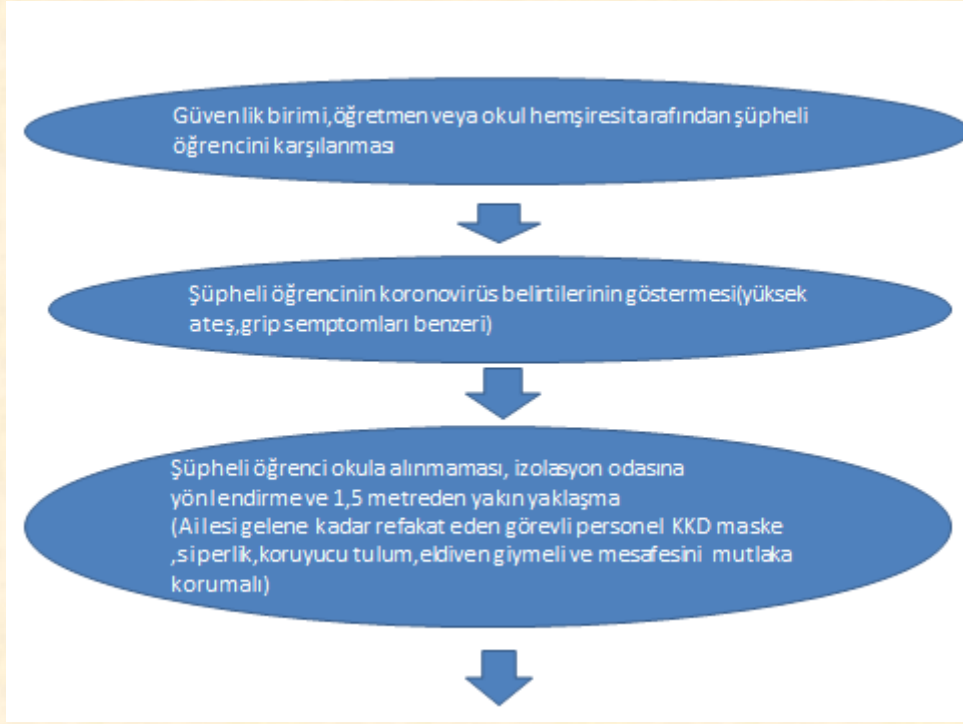 Güvenlik birimi,öğretmen veya okul hemşiresi tarafından şüpheli
öğrencini karşılanması
Şüpheli öğrencinin koronovirüs belirtilerinin göstermesi(yüksek
ateş,grip semptomları benzeri)
Şüpheli öğrenci okula alınmaması, izolasyon odasına
yönlendirme ve 1,5 metreden yakın yaklaşma
(Ailesi gelene kadar refakat eden görevli personel KKD maske
,siperlik,koruyucu tulum,eldiven giymeli ve mesafesini mutlaka
korumalı)